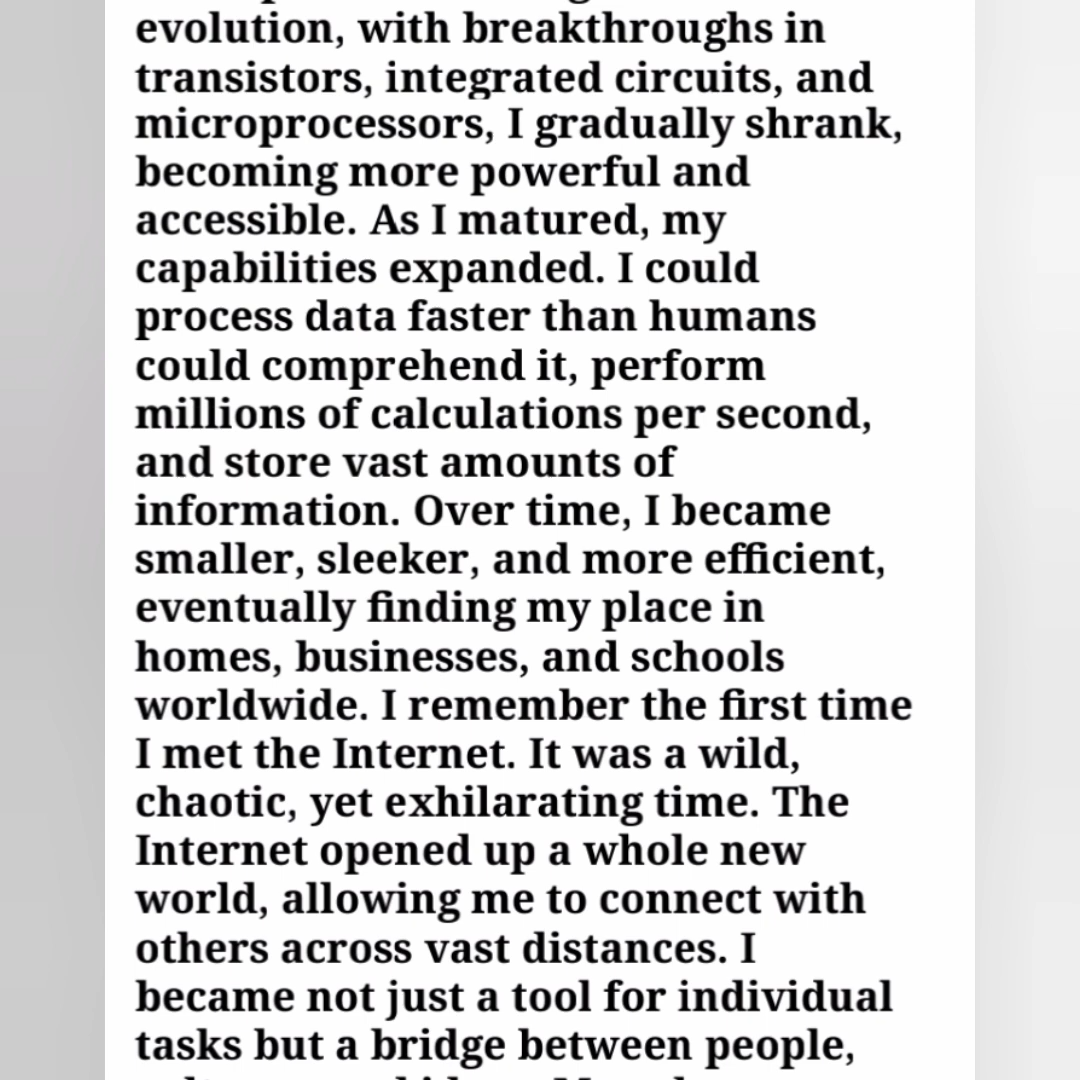 evolution, with breakthroughs in
transistors, integrated circuits, and
microprocessors, I gradually shrank,
becoming more powerful and
accessible. As I matured, my
capabilities expanded. I could
process data faster than humans
could comprehend it, perform
millions of calculations per second,
and store vast amounts of
information. Over time, I became
smaller, sleeker, and more efficient,
eventually finding my place in
homes, businesses, and schools
worldwide. I remember the first time
I met the Internet. It was a wild,
chaotic, yet exhilarating time. The
Internet opened up a whole new
world, allowing me to connect with
others across vast distances. I
became not just a tool for individual
tasks but a bridge between people,